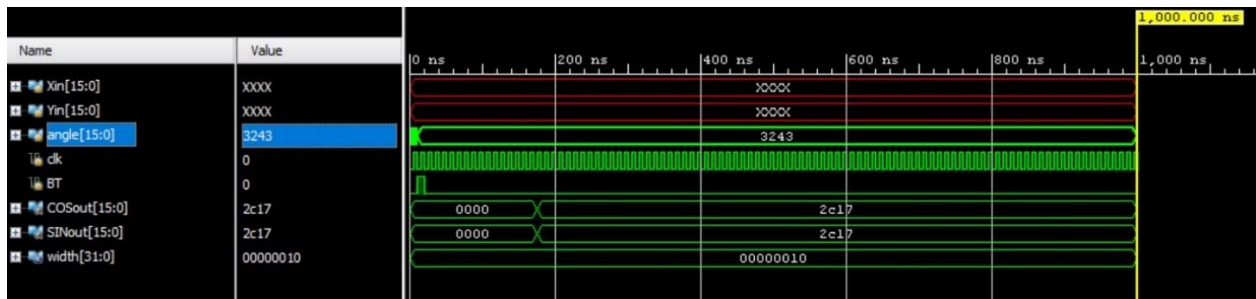 1,000.000 ns
Name Value
0 ns 200 ns 400 ns 600 ns 800 ns 1,000 ns
Xin[15:0] XXXX XXXX
Yin[15:0] XXXX XXXX
angle[15:0] 3243 3243
clk 0
BT 0
COSout[15:0] 2c17 0000 2c17
SINout[15:0] 2c17 0000 2c17
width[31:0] 00000010 00000010